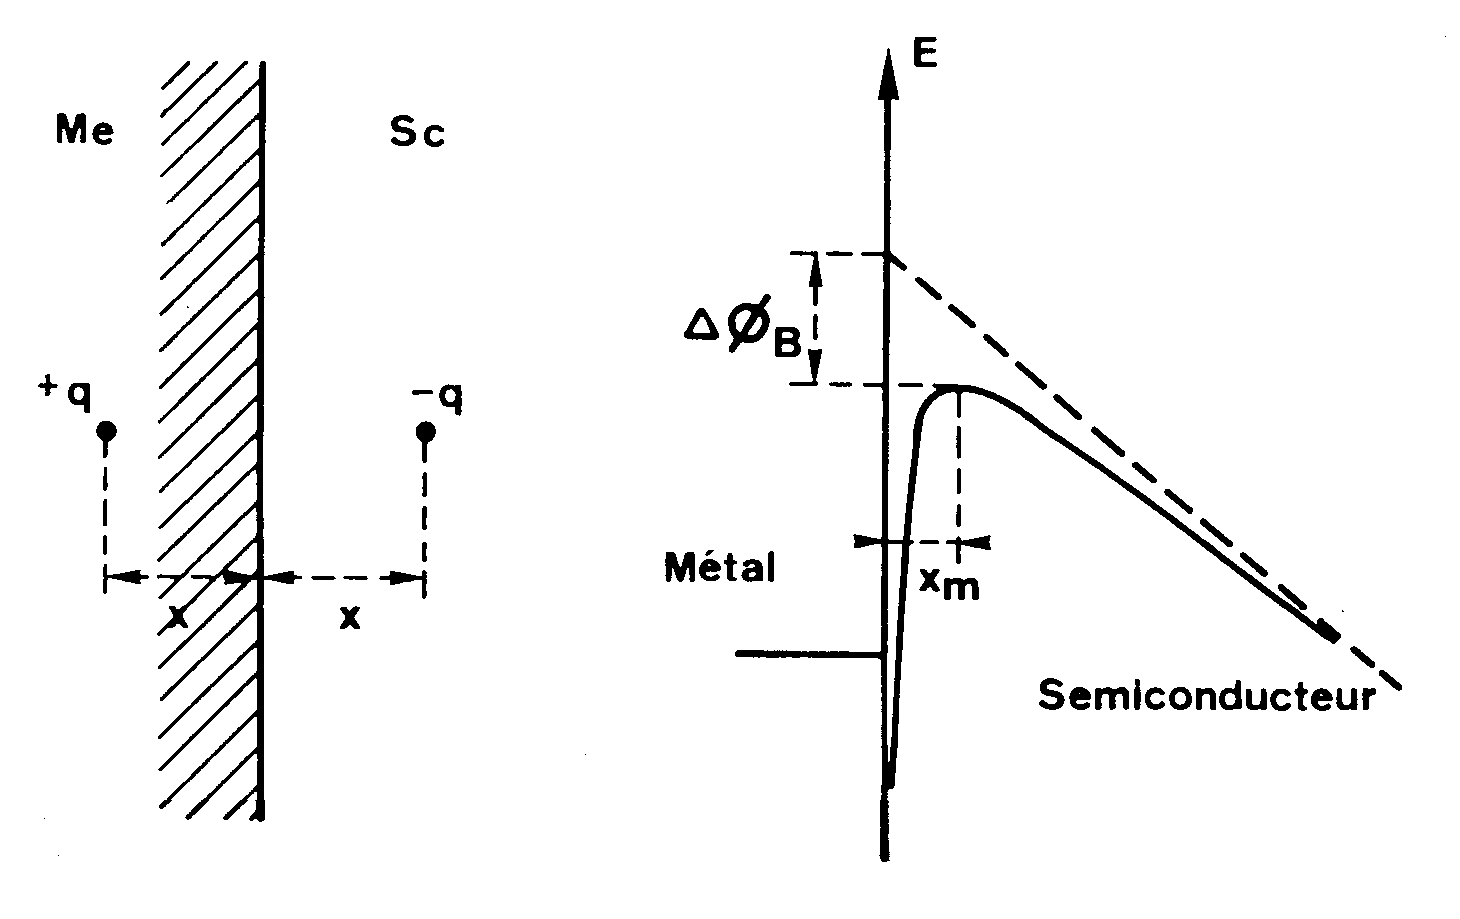 Me
Sc
+q
-q
x
x
E
ΔØB
Métal
xm
Semiconducteur